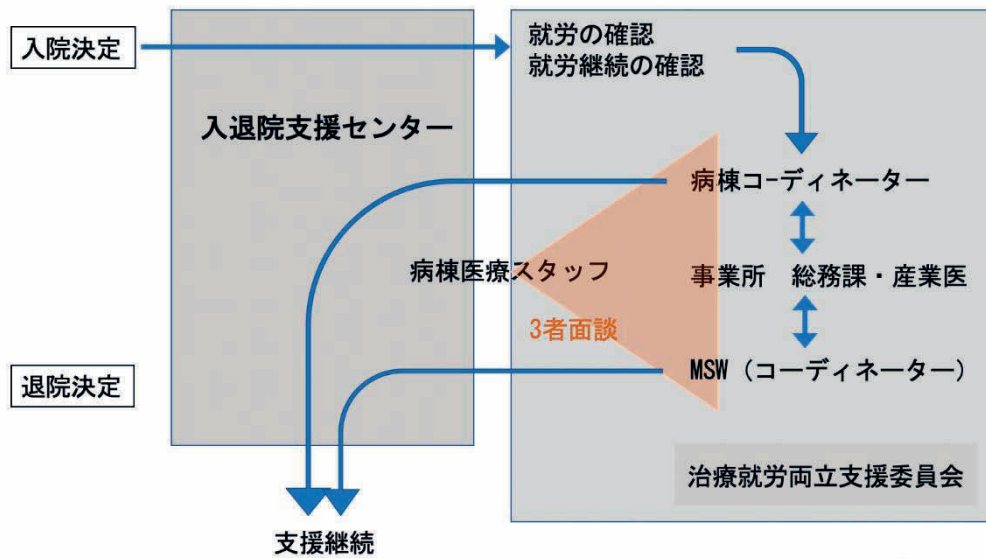 入院決定
就労の確認
就労継続の確認
入退院支援センター
病棟コーディネーター
病棟医療スタッフ
事業所　総務課・産業医
3者面談
退院決定
MSW（コーディネーター）
治療就労両立支援委員会
支援継続